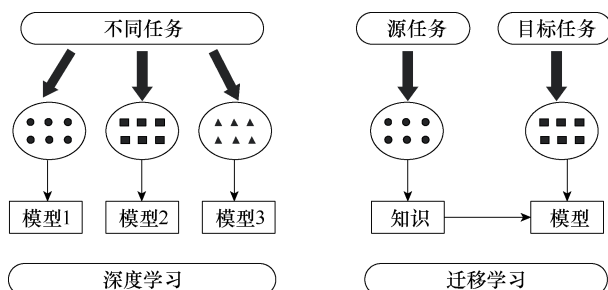 不同任务
源任务
目标任务
模型1
模型2
模型3
知识
模型
深度学习
迁移学习